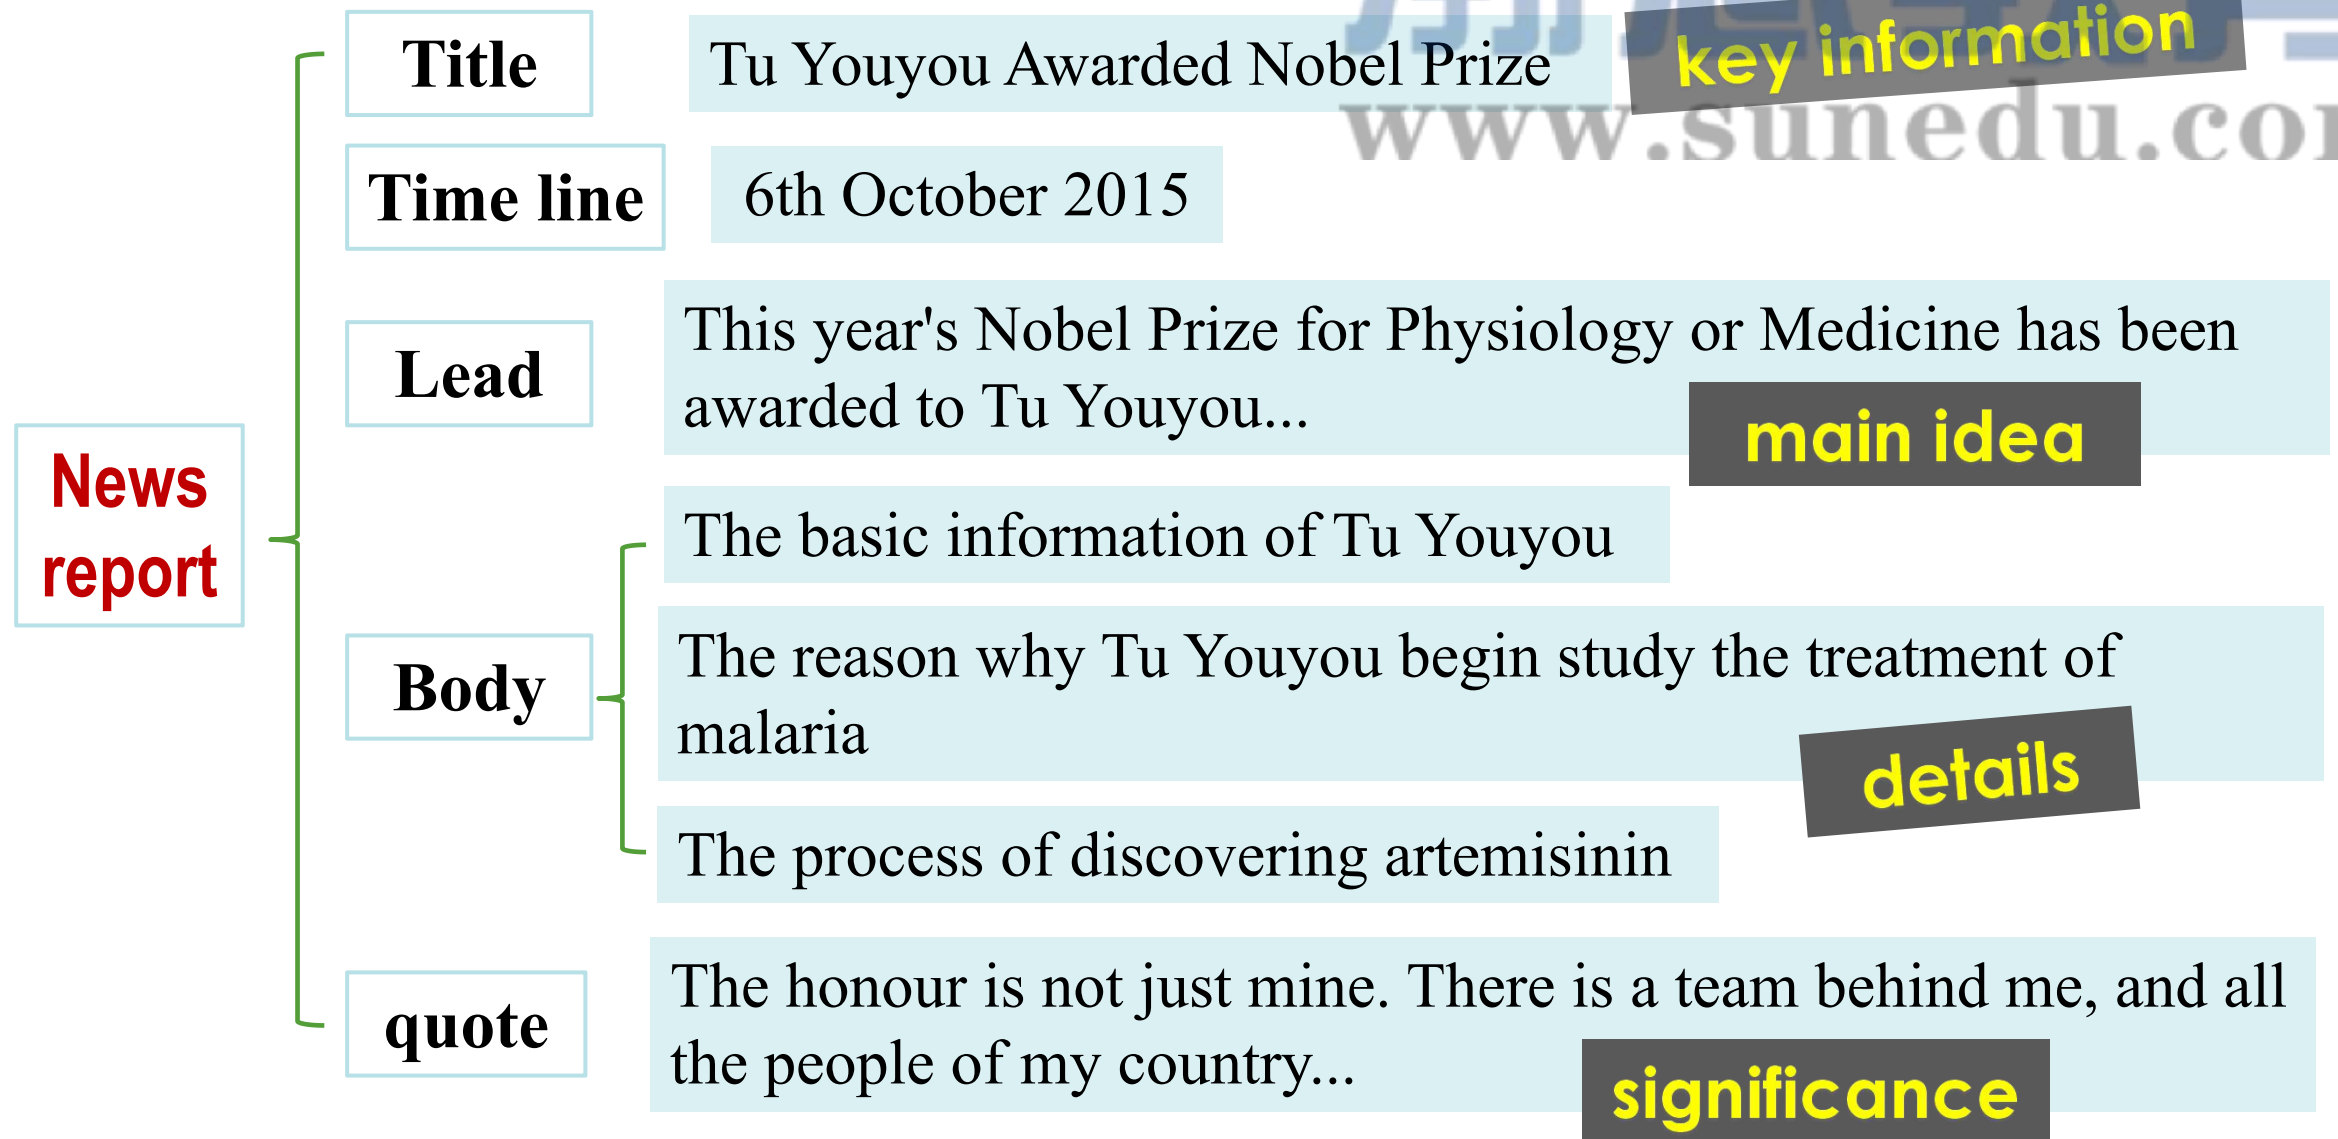 Title
Tu Youyou Awarded Nobel Prize
key information
www.sunedu.co
Time line
6th October 2015
Lead
This year's Nobel Prize for Physiology or Medicine has been
awarded to Tu Youyou...
main idea
News
report
Body
The basic information of Tu Youyou
The reason why Tu Youyou begin study the treatment of
malaria
details
The process of discovering artemisinin
quote
The honour is not just mine. There is a team behind me, and all
the people of my country...
significance